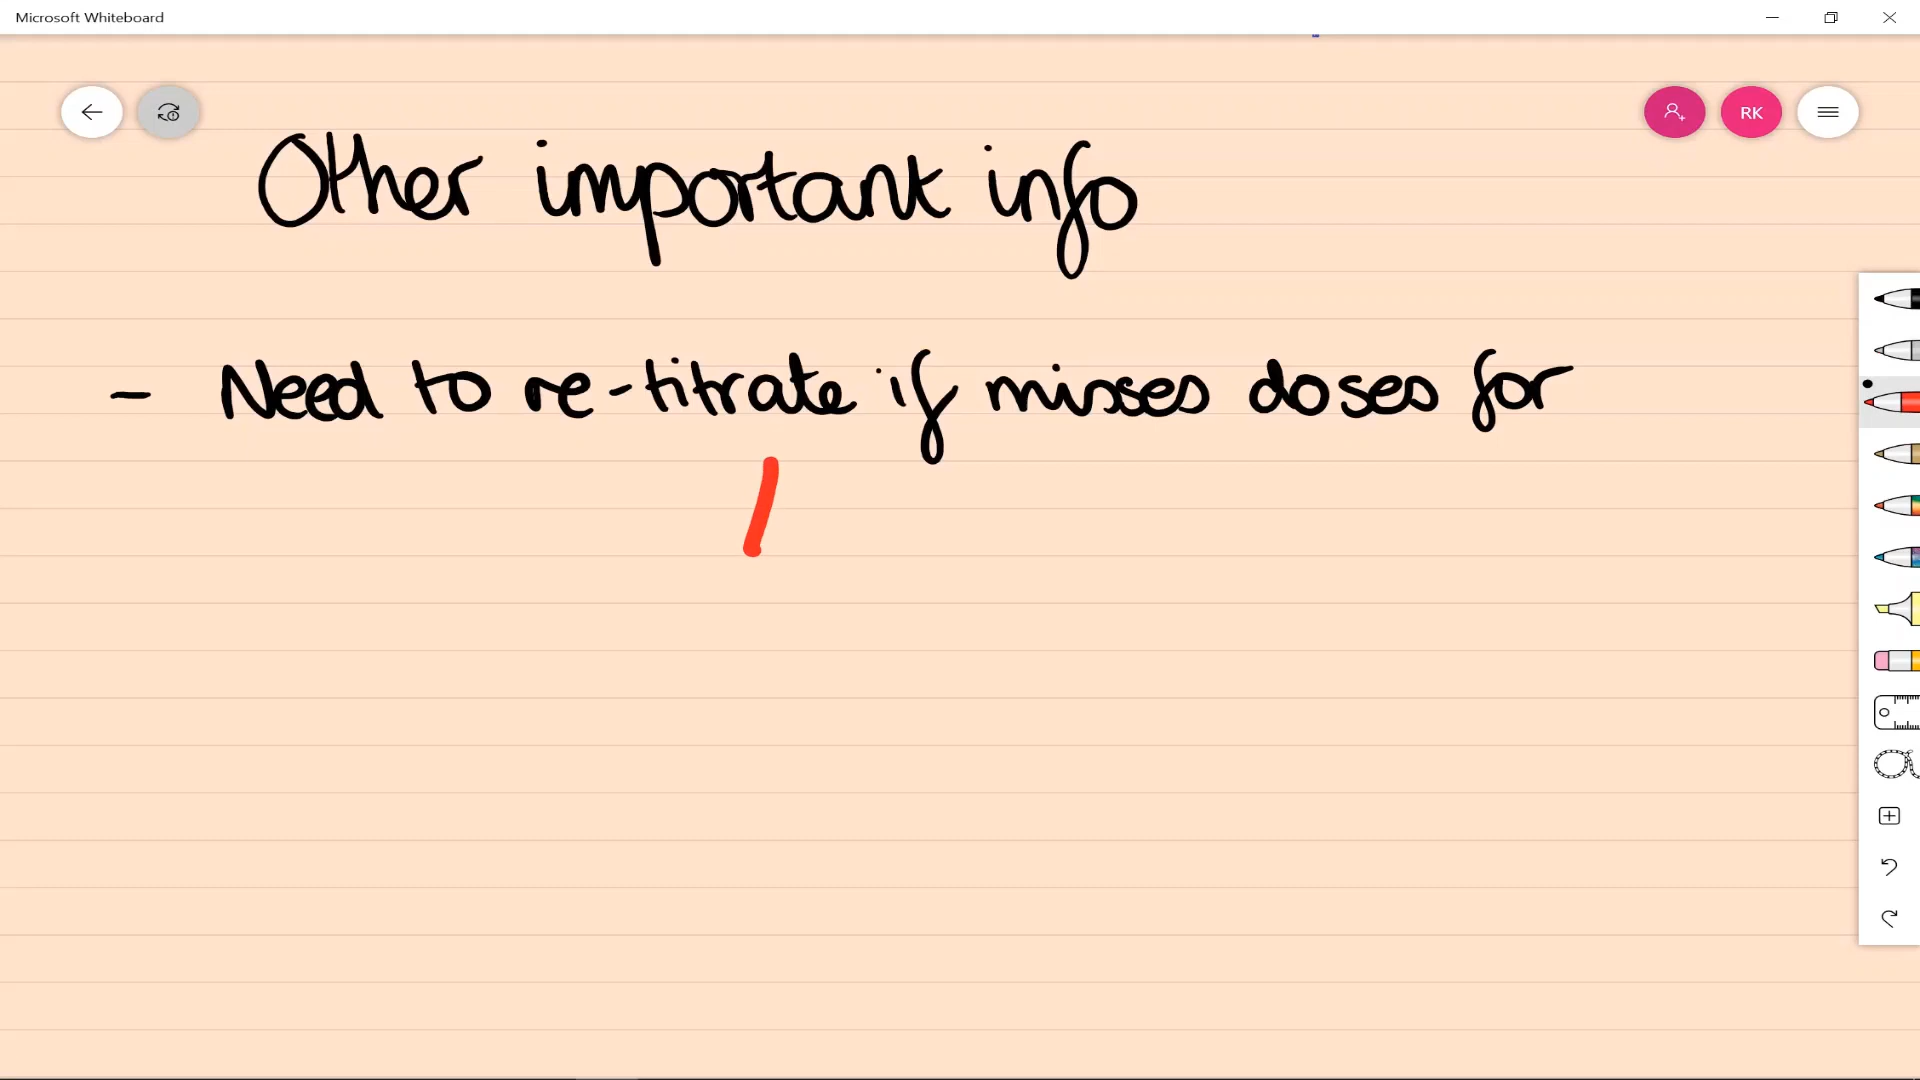 Microsoft Whiteboard
RK
Other important info
- Need to re-titrate if misses doses for